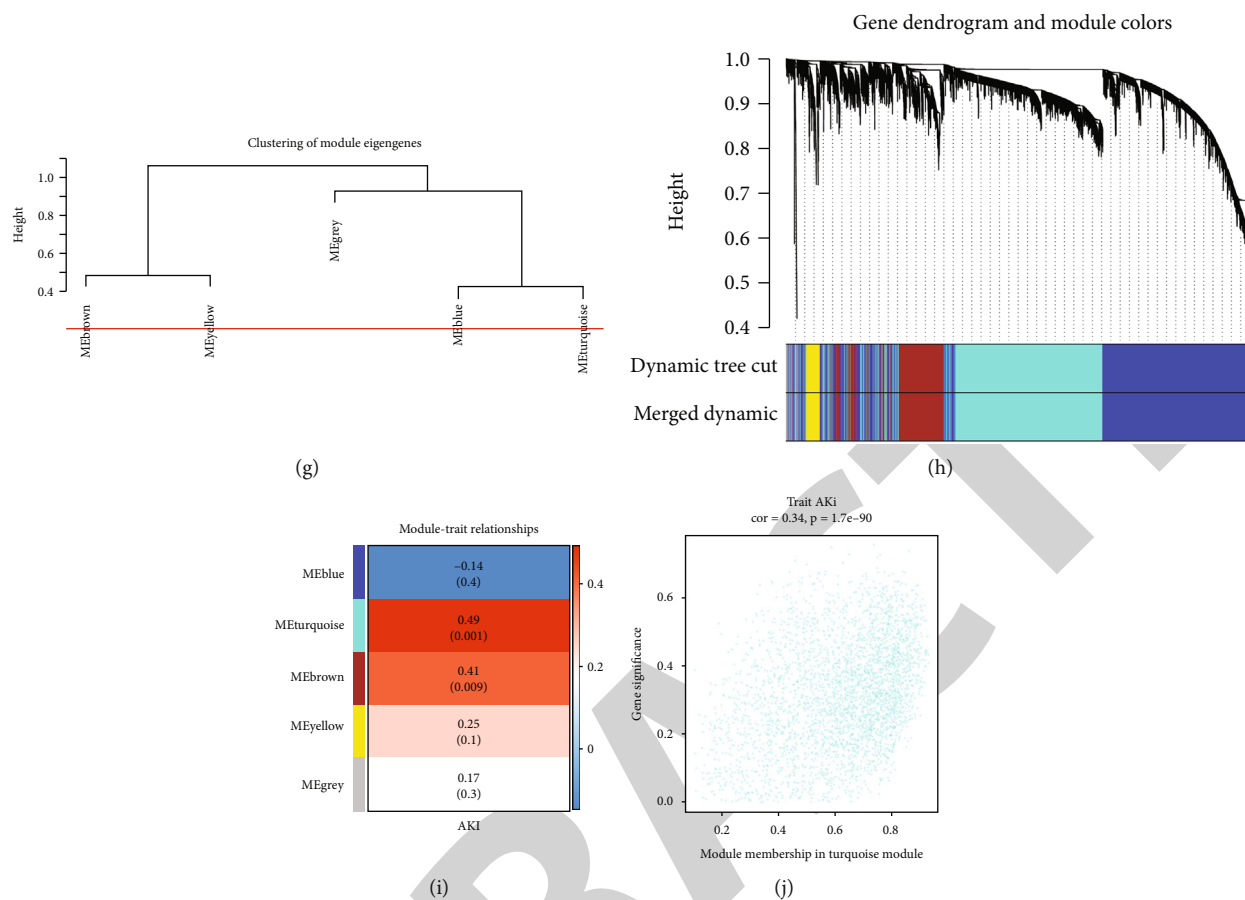 Clustering of module eigengenes
Height
1.0
0.8
0.6
0.4
MEbrown
MEyellow
MEgrey
MEblue
MEturquoise
(g)
Gene dendrogram and module colors
Height
1.0
0.9
0.8
0.7
0.6
0.5
0.4
Dynamic tree cut
Merged dynamic
(h)
Module-trait relationships
MEblue
MEturquoise
MEbrown
MEyellow
MEgrey
–0.14
(0.4)
0.49
(0.001)
0.41
(0.009)
0.25
(0.1)
0.17
(0.3)
0.4
0.2
0
AKI
(i)
Trait AKi
cor = 0.34, p = 1.7e–90
Gene significance
0.6
0.4
0.2
0.0
0.2
0.4
0.6
0.8
Module membership in turquoise module
(j)